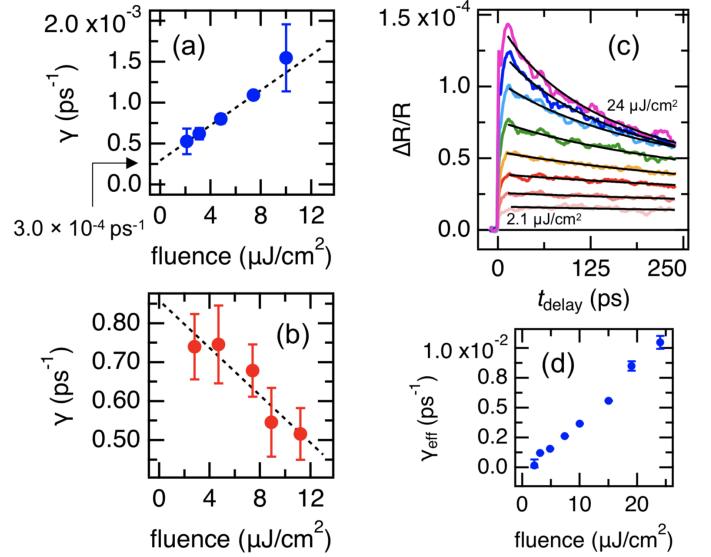 2.0 x10⁻³
1.5
1.0
0.5
0.0
γ (ps⁻¹)
(a)
3.0 × 10⁻⁴ ps⁻¹
0 4 8 12
fluence (μJ/cm²)
x10⁻⁴
1.0
0.5
0.0
ΔR/R
(c)
24 μJ/cm²
2.1 μJ/cm²
0 125 250
t_delay (ps)
0.80
0.70
0.60
0.50
γ (ps⁻¹)
(b)
0 4 8 12
fluence (μJ/cm²)
1.0 x10⁻²
0.8
0.5
0.2
0.0
γ_eff (ps⁻¹)
(d)
0 5 10 15 20 25
fluence (μJ/cm²)